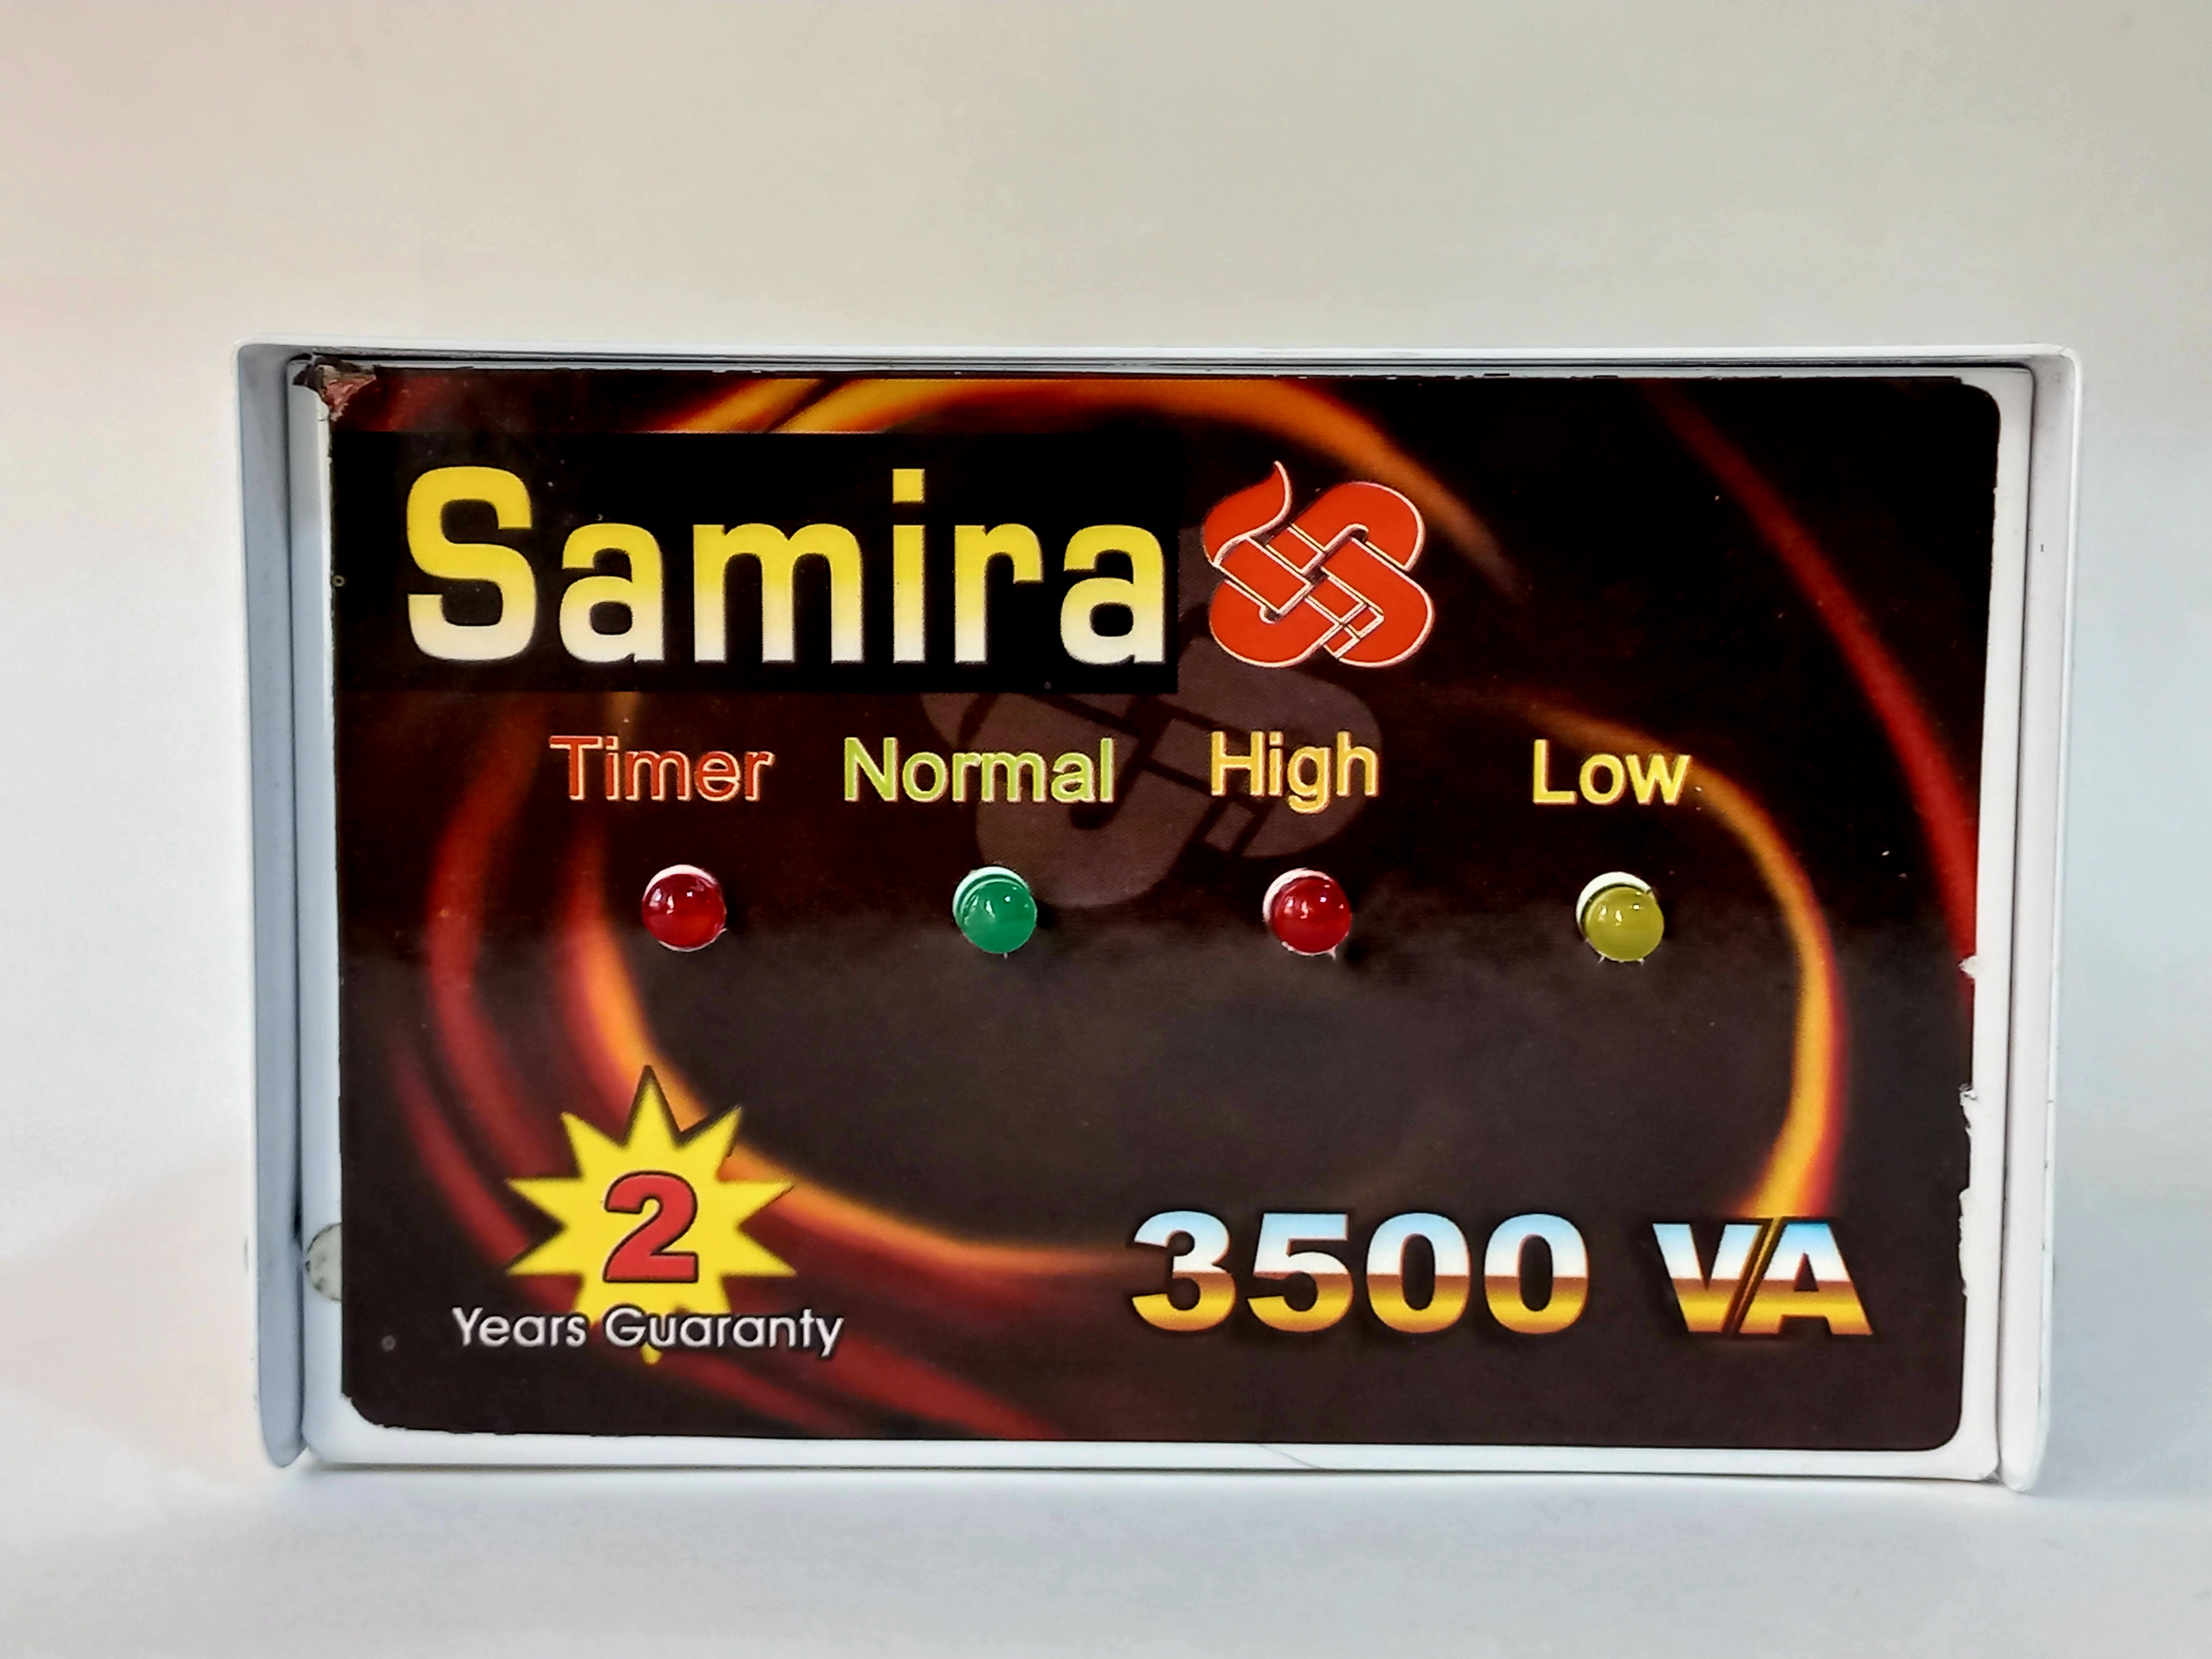 Samira
Timer Normal High Low
2
Years Guaranty
3500 VA